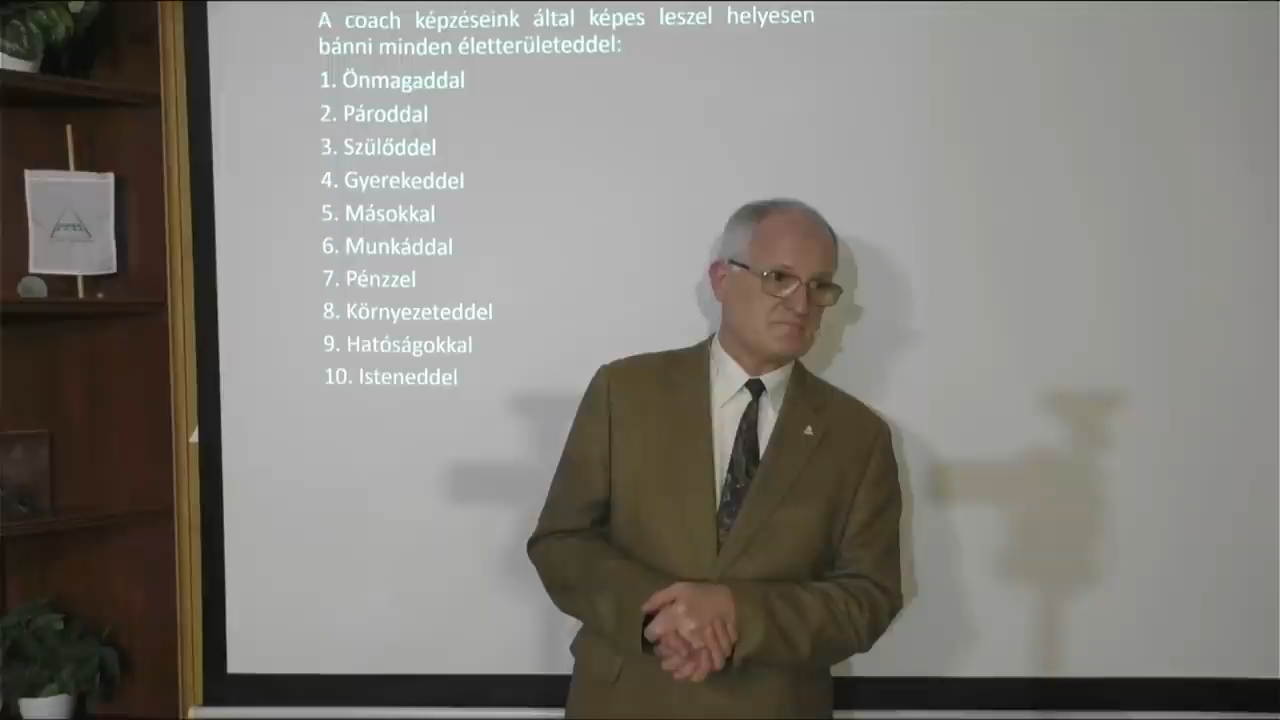 A coach képzéseink által képes leszel helyesen
bánni minden életterületeddel:
1. Önmagaddal
2. Pároddal
3. Szülőddel
4. Gyerekeddel
5. Másokkal
6. Munkáddal
7. Pénzzel
8. Környezeteddel
9. Hatóságokkal
10. Isteneddel